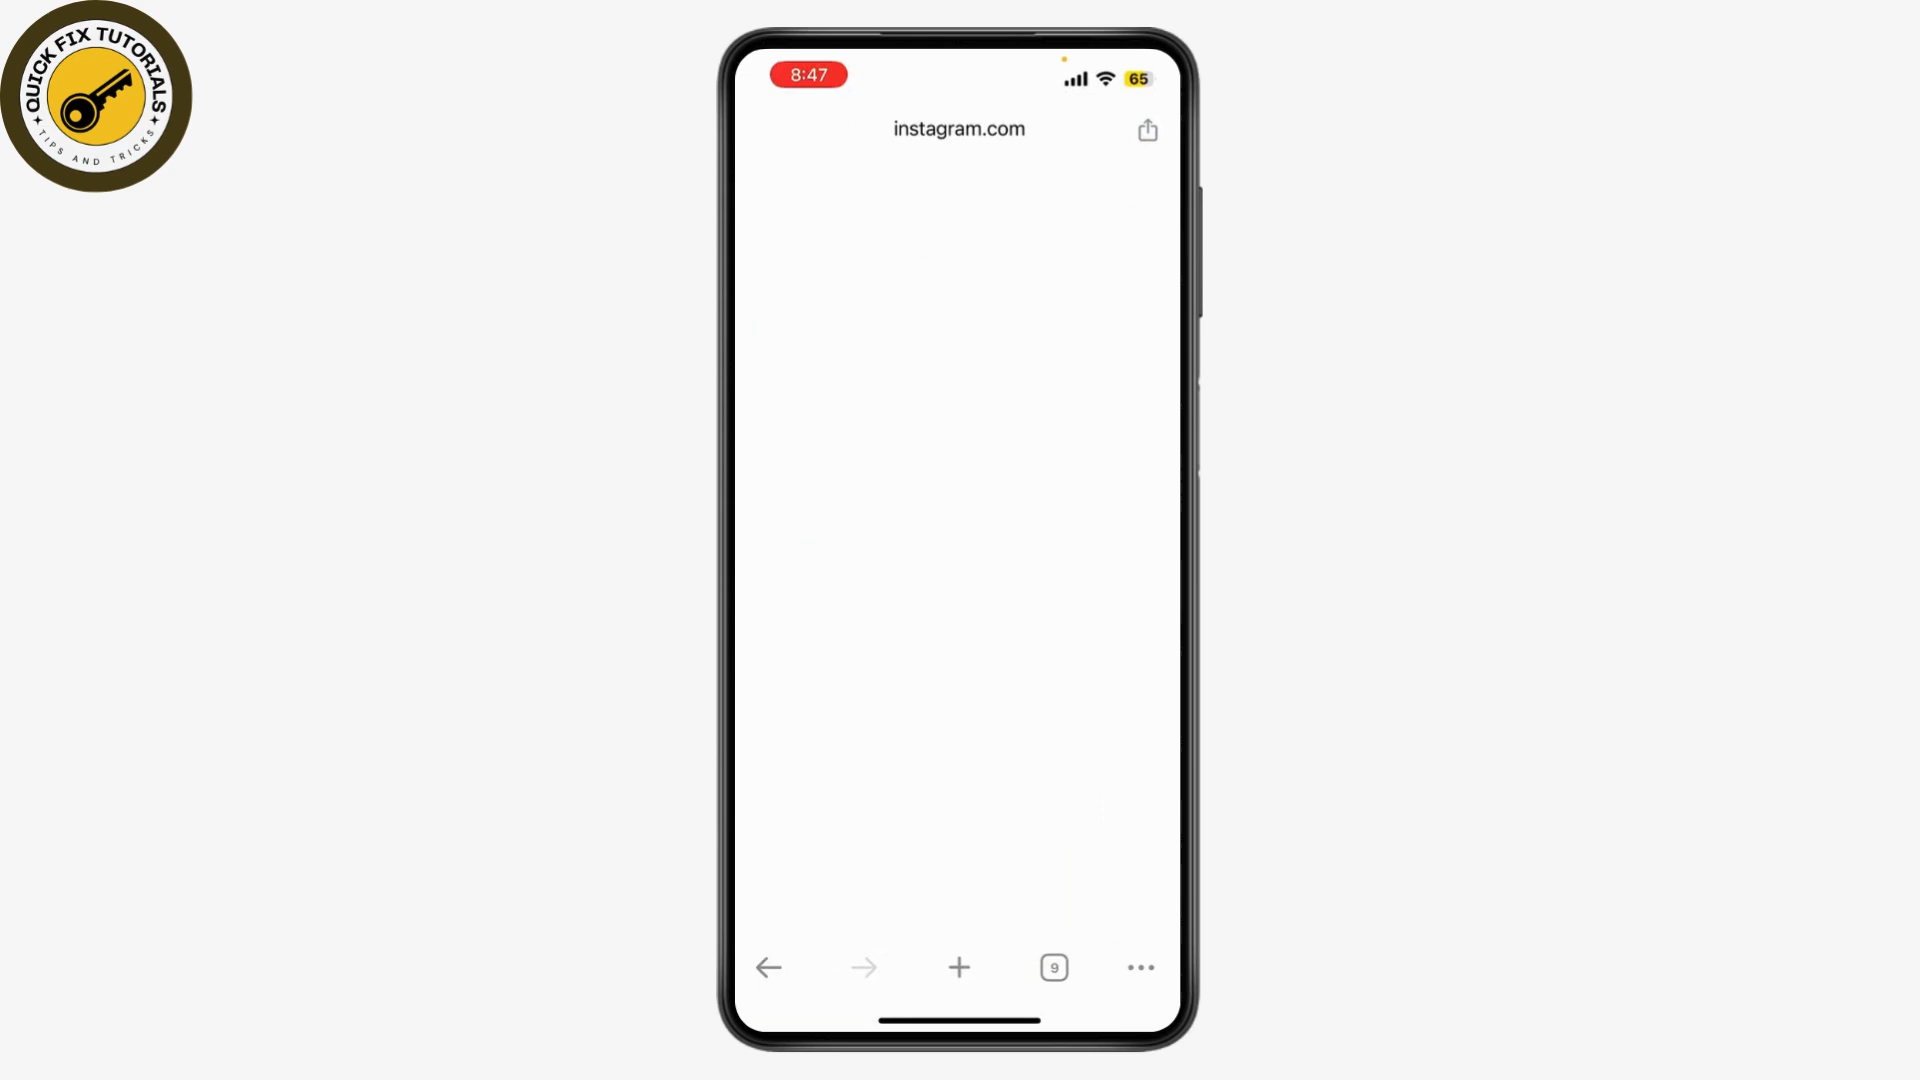 QUICK FIX TUTORIALS
TIPS AND TRICKS
8:47
65
instagram.com
9